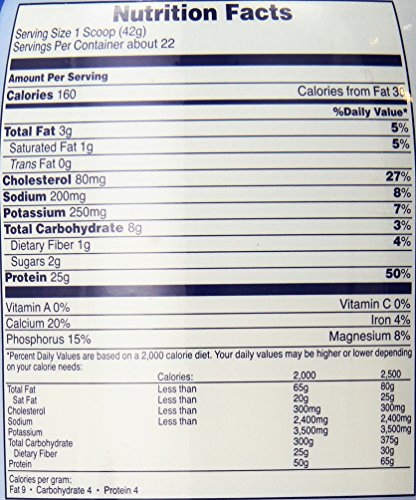 Nutrition Facts
Serving Size 1 Scoop (42g)
Servings Per Container about 22
Amount Per Serving
Calories 160 Calories from Fat 30
%Daily Value*
Total Fat 3g 5%
Saturated Fat 1g 5%
Trans Fat 0g
Cholesterol 80mg 27%
Sodium 200mg 8%
Potassium 250mg 7%
Total Carbohydrate 8g 3%
Dietary Fiber 1g 4%
Sugars 2g
Protein 25g 50%
Vitamin A 0% Vitamin C 0%
Calcium 20% Iron 4%
Phosphorus 15% Magnesium 8%
*Percent Daily Values are based on a 2,000 calorie diet. Your daily values may be higher or lower depending
on your calorie needs:
Calories: 2,000 2,500
Total Fat Less than 65g 80g
Sat Fat Less than 20g 25g
Cholesterol Less than 300mg 300mg
Sodium Less than 2,400mg 2,400mg
Potassium 3,500mg 3,500mg
Total Carbohydrate 300g 375g
Dietary Fiber 25g 30g
Protein 50g 65g
Calories per gram:
Fat 9 • Carbohydrate 4 • Protein 4